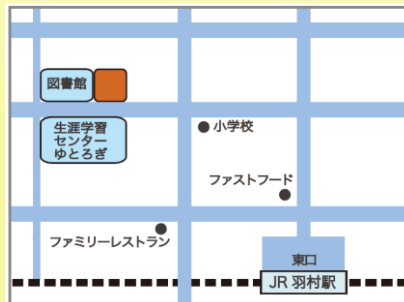 図書館
生涯学習
センター
ゆとろぎ
小学校
ファストフード
ファミリーレストラン
東口
JR 羽村駅